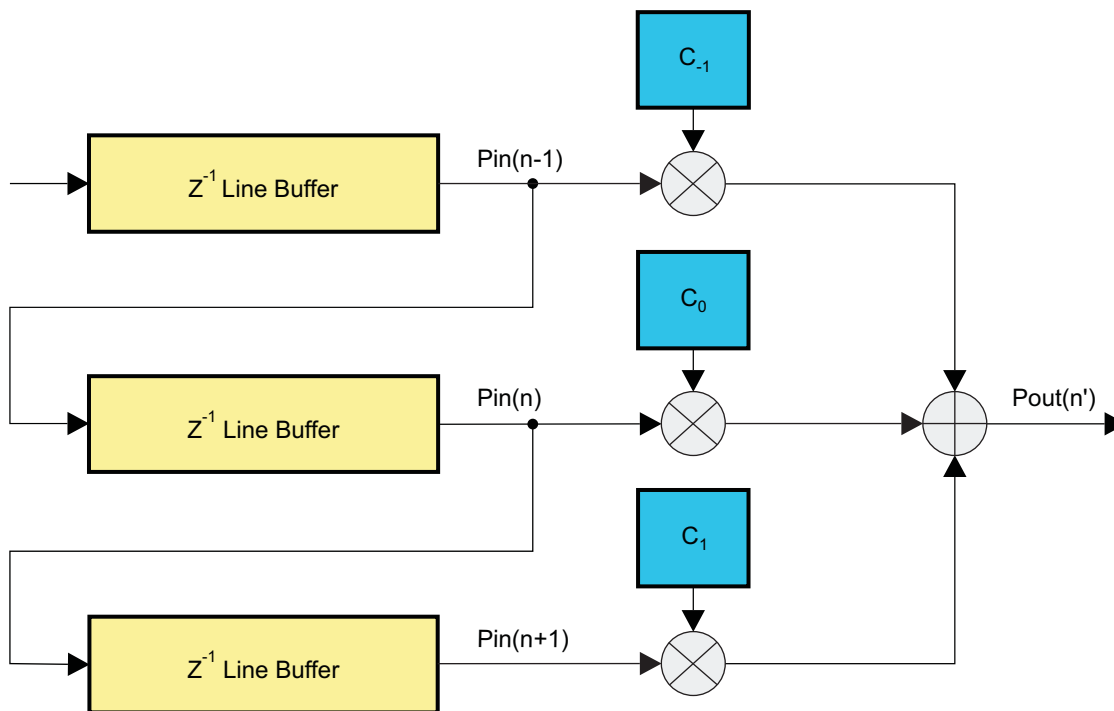 C-1
Z-1 Line Buffer
Pin(n-1)
C0
Z-1 Line Buffer
Pin(n)
Pout(n')
C1
Z-1 Line Buffer
Pin(n+1)